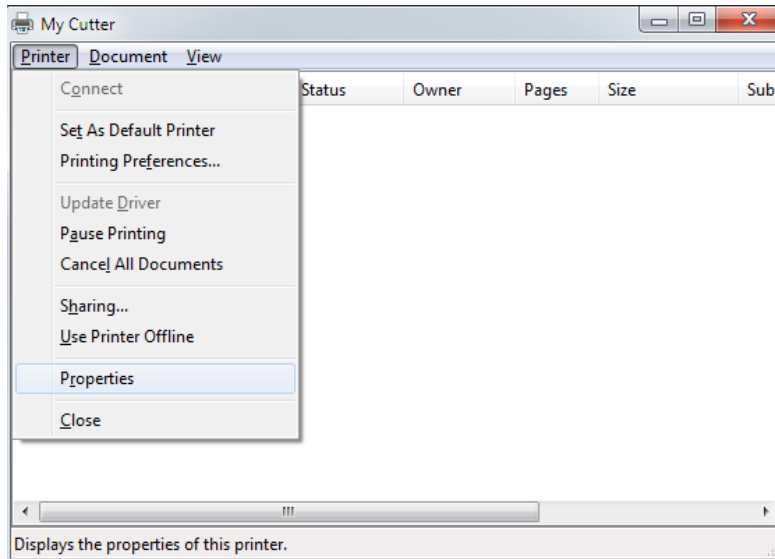 My Cutter
Printer Document View
Connect
Status Owner Pages Size Sub
Set As Default Printer
Printing Preferences...
Update Driver
Pause Printing
Cancel All Documents
Sharing...
Use Printer Offline
Properties
Close
Displays the properties of this printer.